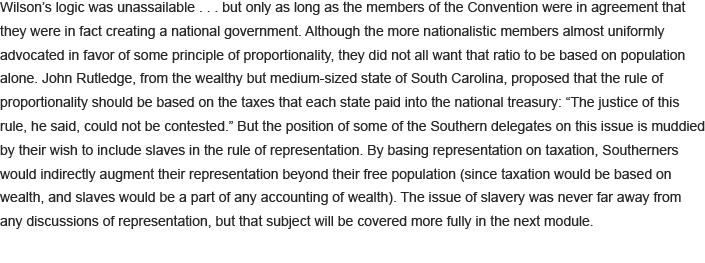 Wilson’s logic was unassailable . . . but only as long as the members of the Convention were in agreement that
they were in fact creating a national government. Although the more nationalistic members almost uniformly
advocated in favor of some principle of proportionality, they did not all want that ratio to be based on population
alone. John Rutledge, from the wealthy but medium-sized state of South Carolina, proposed that the rule of
proportionality should be based on the taxes that each state paid into the national treasury: “The justice of this
rule, he said, could not be contested.” But the position of some of the Southern delegates on this issue is muddied
by their wish to include slaves in the rule of representation. By basing representation on taxation, Southerners
would indirectly augment their representation beyond their free population (since taxation would be based on
wealth, and slaves would be a part of any accounting of wealth). The issue of slavery was never far away from
any discussions of representation, but that subject will be covered more fully in the next module.